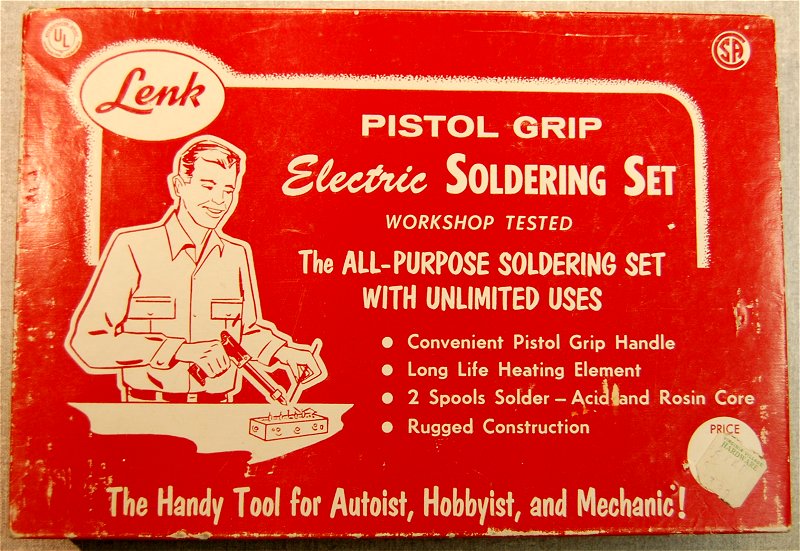 UL
SA
Lenk
PISTOL GRIP
Electric SOLDERING SET
WORKSHOP TESTED
The ALL-PURPOSE SOLDERING SET
WITH UNLIMITED USES
• Convenient Pistol Grip Handle
• Long Life Heating Element
• 2 Spools Solder – Acid and Rosin Core
• Rugged Construction
PRICE
HARDWARE
The Handy Tool for Autoist, Hobbyist, and Mechanic!